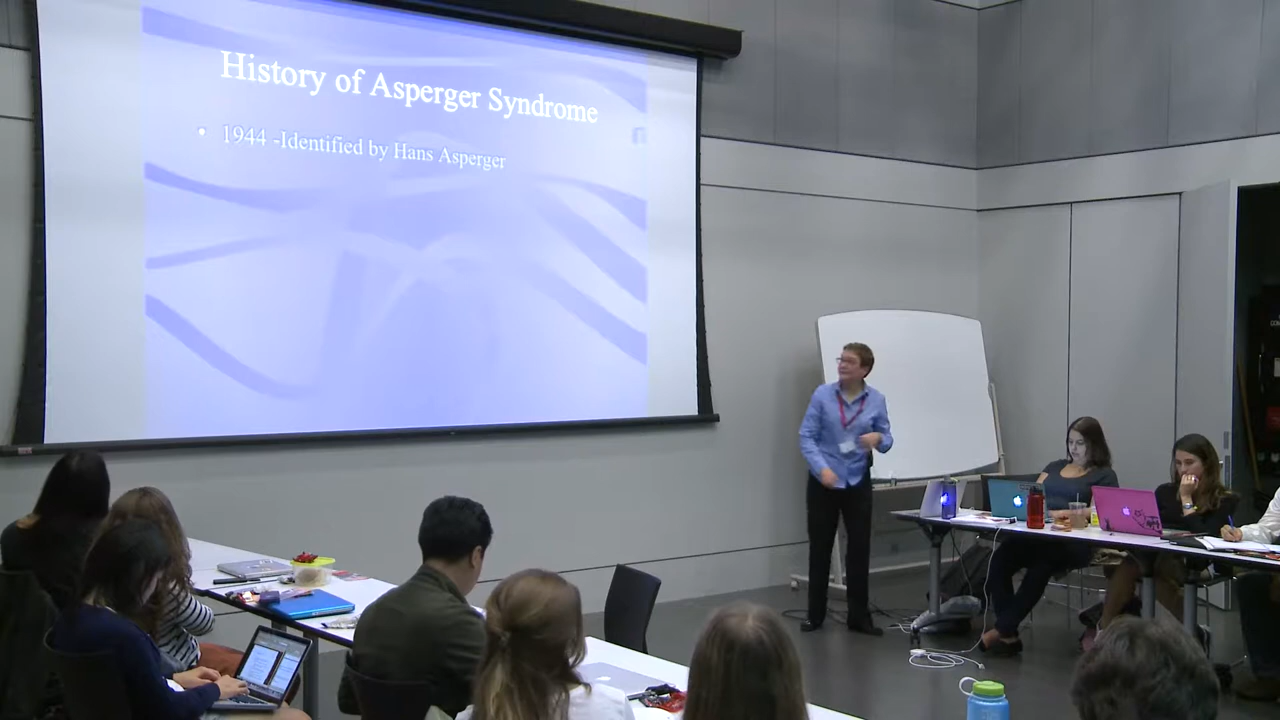 History of Asperger Syndrome
• 1944 -Identified by Hans Asperger